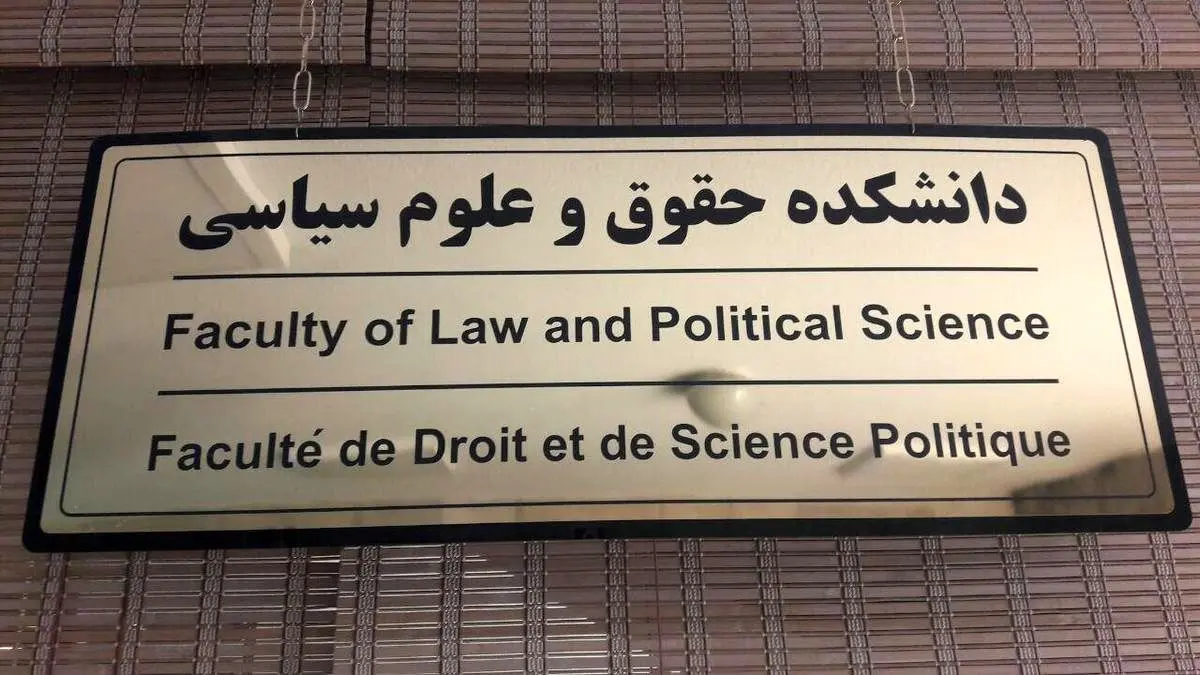 دانشکده حقوق و علوم سیاسی
Faculty of Law and Political Science
Faculté de Droit et de Science Politique